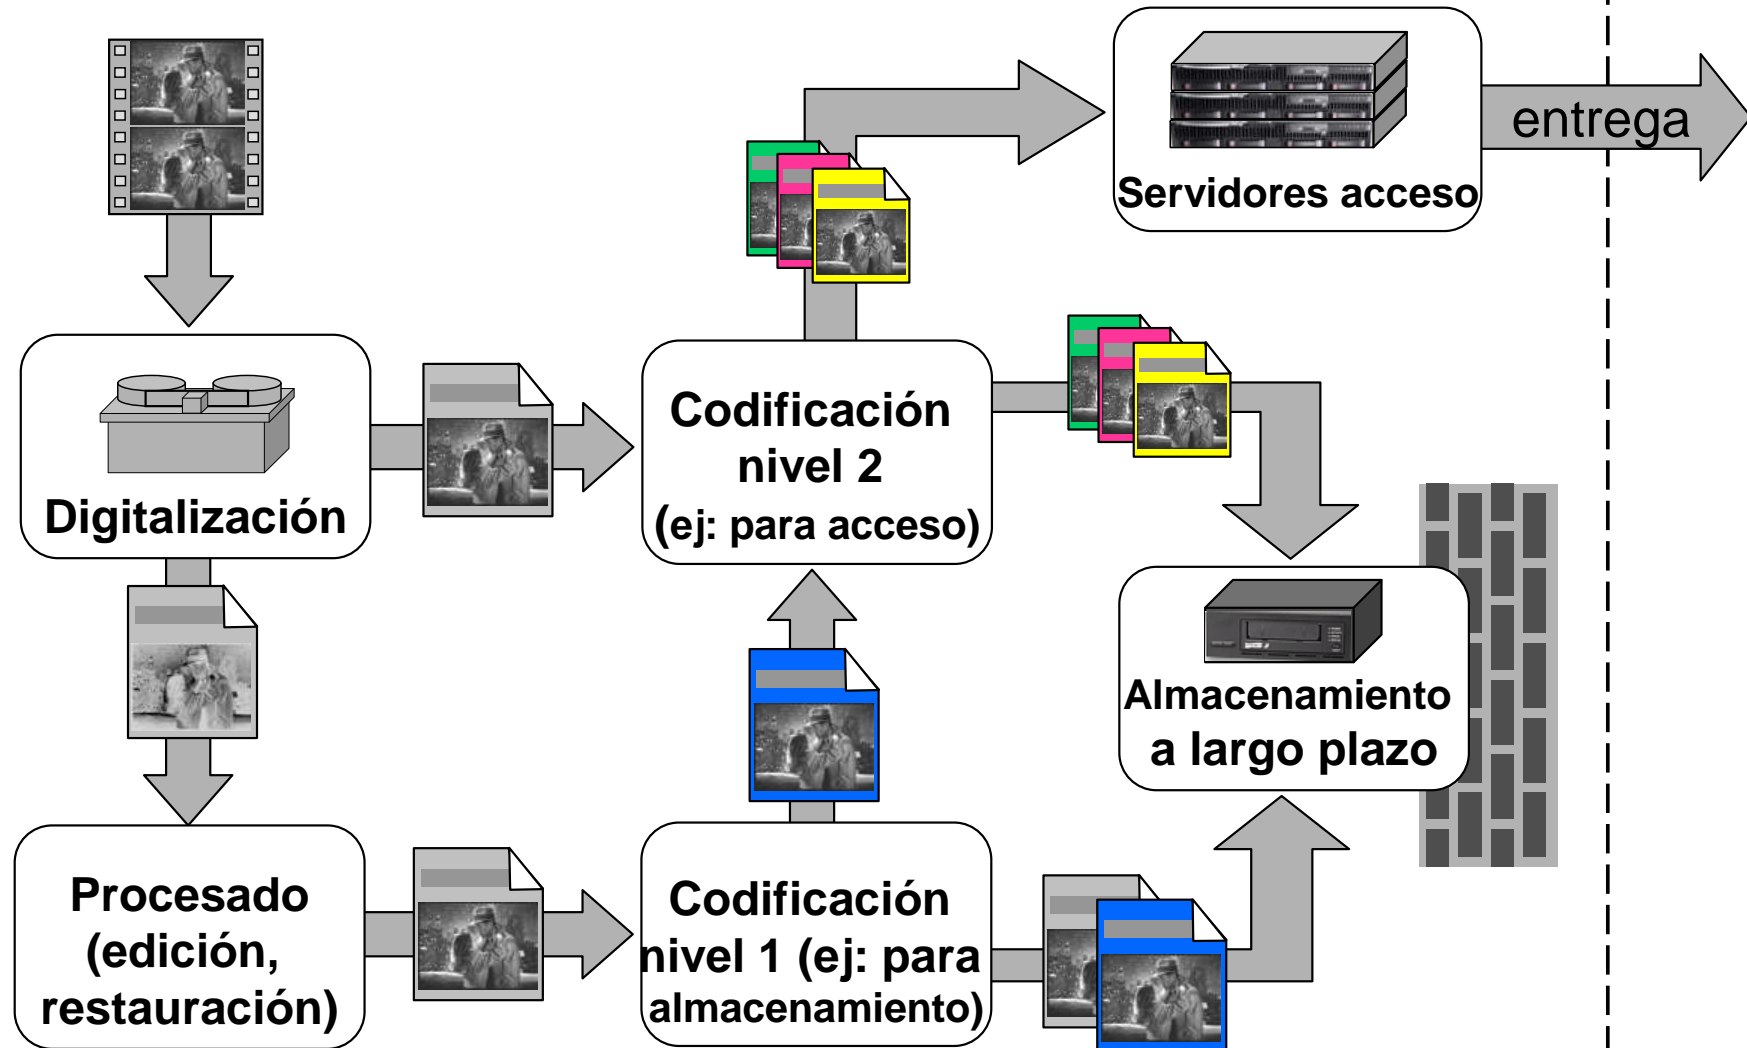 entrega
Servidores acceso
Digitalización
Codificación
nivel 2
(ej: para acceso)
Almacenamiento
a largo plazo
Procesado
(edición,
restauración)
Codificación
nivel 1 (ej: para
almacenamiento)